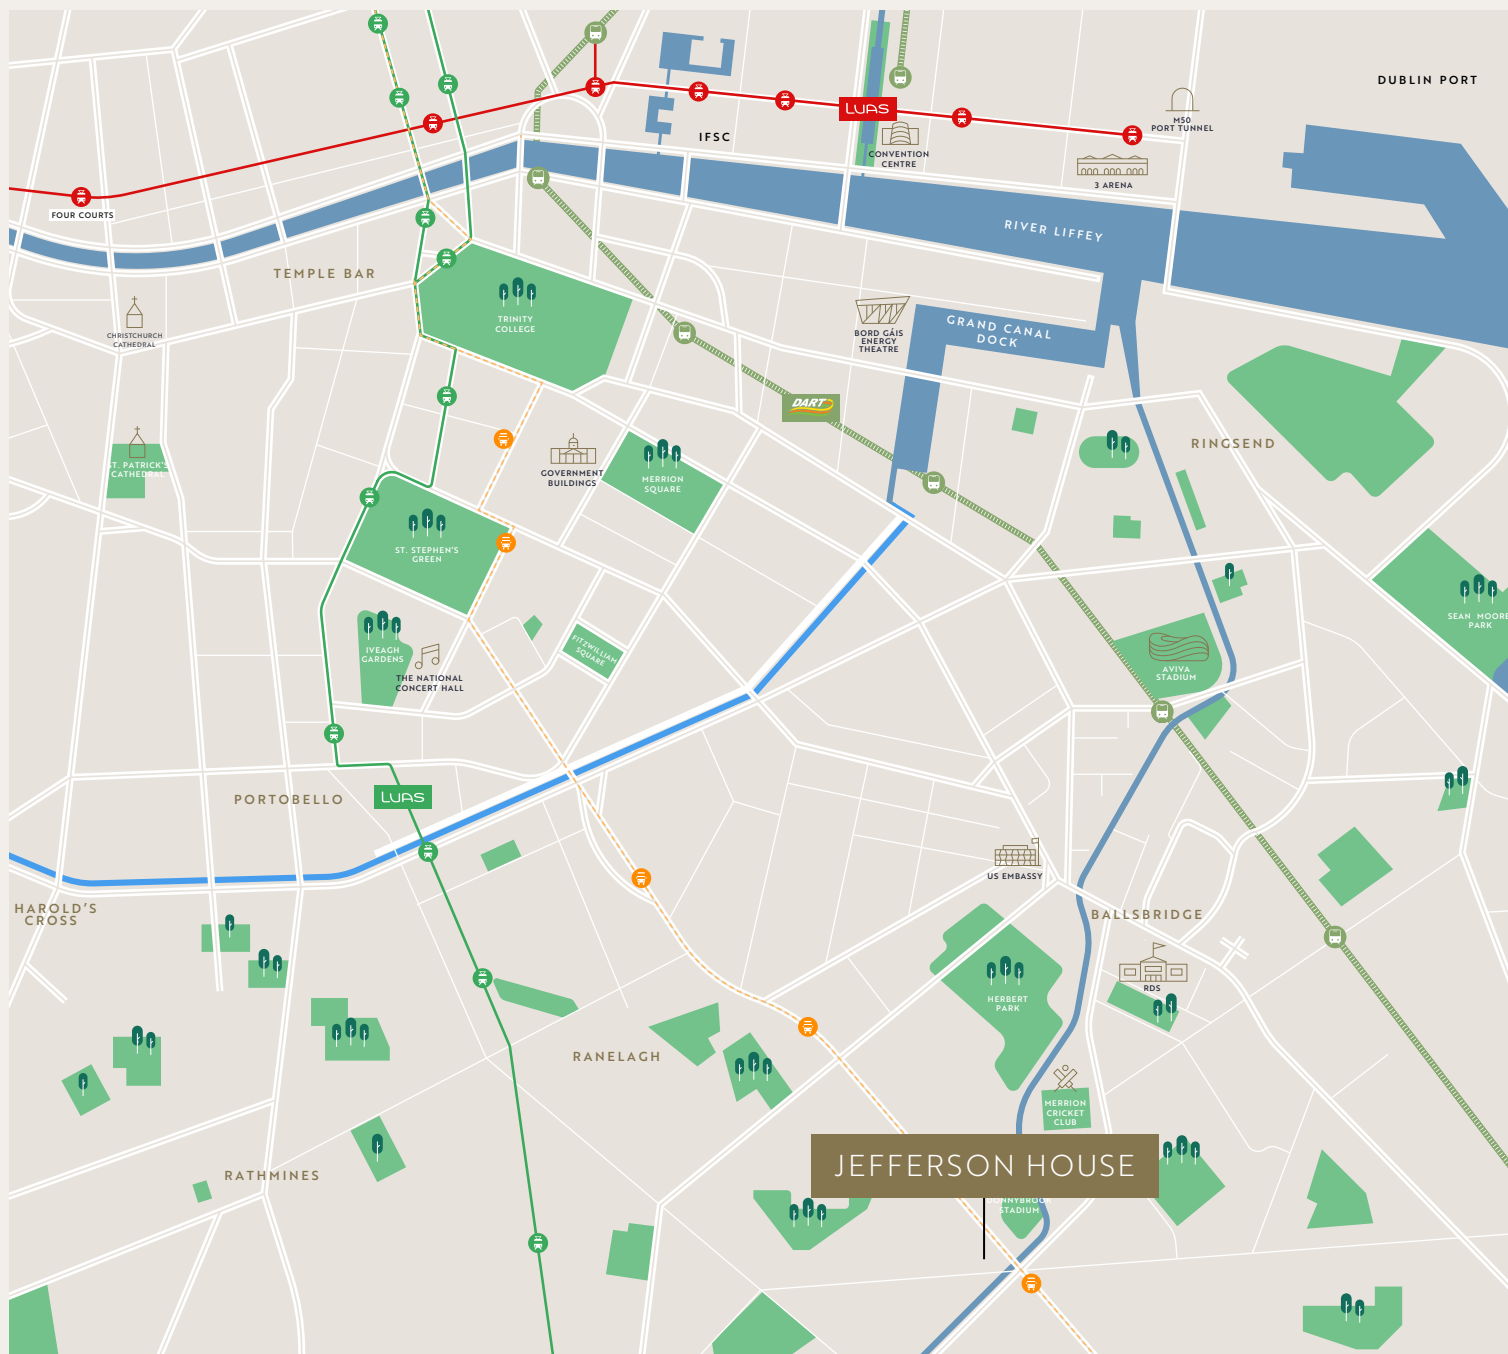 DUBLIN PORT
LUAS
M50
PORT TUNNEL
IFSC
CONVENTION
CENTRE
3 ARENA
FOUR COURTS
RIVER LIFFEY
TEMPLE BAR
TRINITY
COLLEGE
CHRISTCHURCH
CATHEDRAL
BORD GÁIS
ENERGY
THEATRE
GRAND CANAL
DOCK
DART
RINGSEND
ST. PATRICK'S
CATHEDRAL
GOVERNMENT
BUILDINGS
MERRION
SQUARE
ST. STEPHEN'S
GREEN
SEAN MOORE
PARK
IVEAGH
GARDENS
THE NATIONAL
CONCERT HALL
FITZWILLIAM
SQUARE
AVIVA
STADIUM
PORTOBELLO
LUAS
US EMBASSY
HAROLD'S
CROSS
BALLSBRIDGE
RDS
HERBERT
PARK
RANELAGH
MERRION
CRICKET
CLUB
JEFFERSON HOUSE
RATHMINES
DONNYBROOK
STADIUM